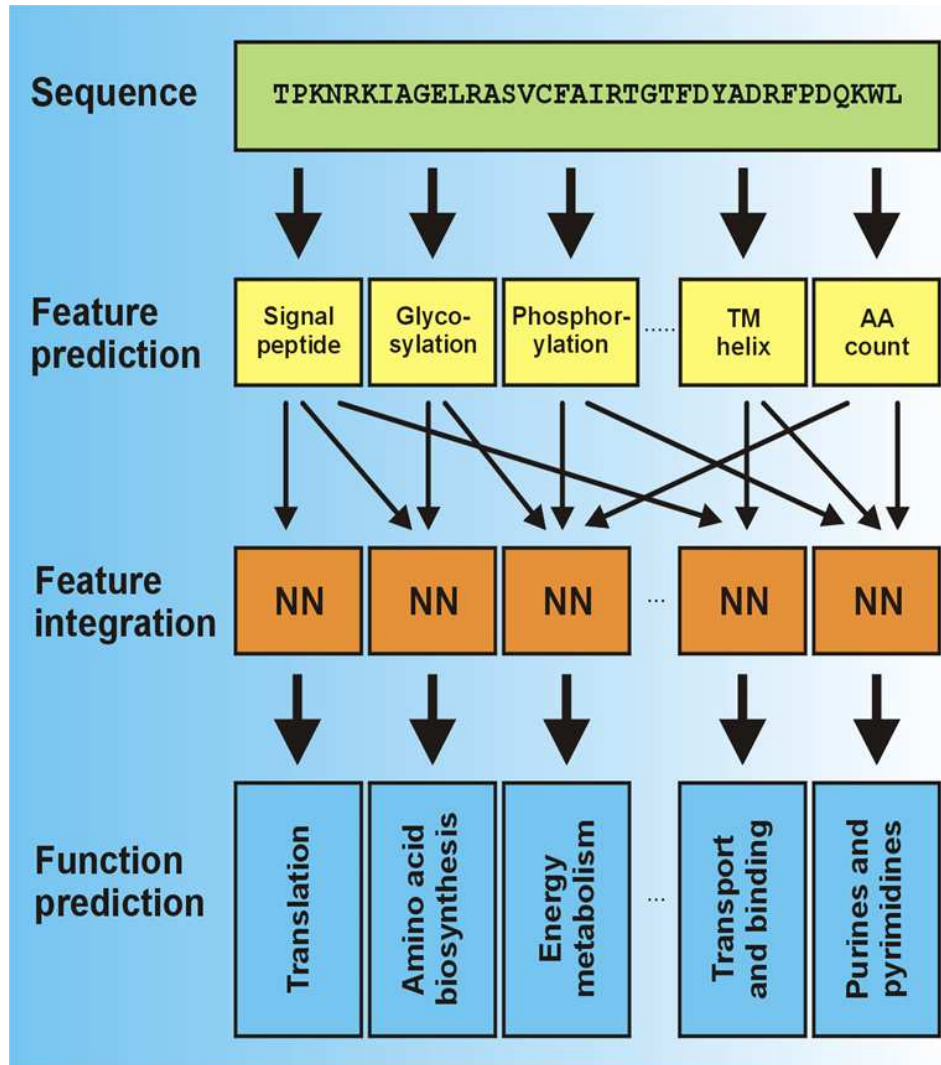 Sequence
TPKNRKIAGELRASVCFAIRTGTFDYADRFPDQKWL
Feature
prediction
Signal
peptide
Glyco-
sylation
Phosphor-
ylation
.....
TM
helix
AA
count
Feature
integration
NN
NN
NN
...
NN
NN
Function
prediction
Translation
Amino acid
biosynthesis
Energy
metabolism
...
Transport
and binding
Purines and
pyrimidines